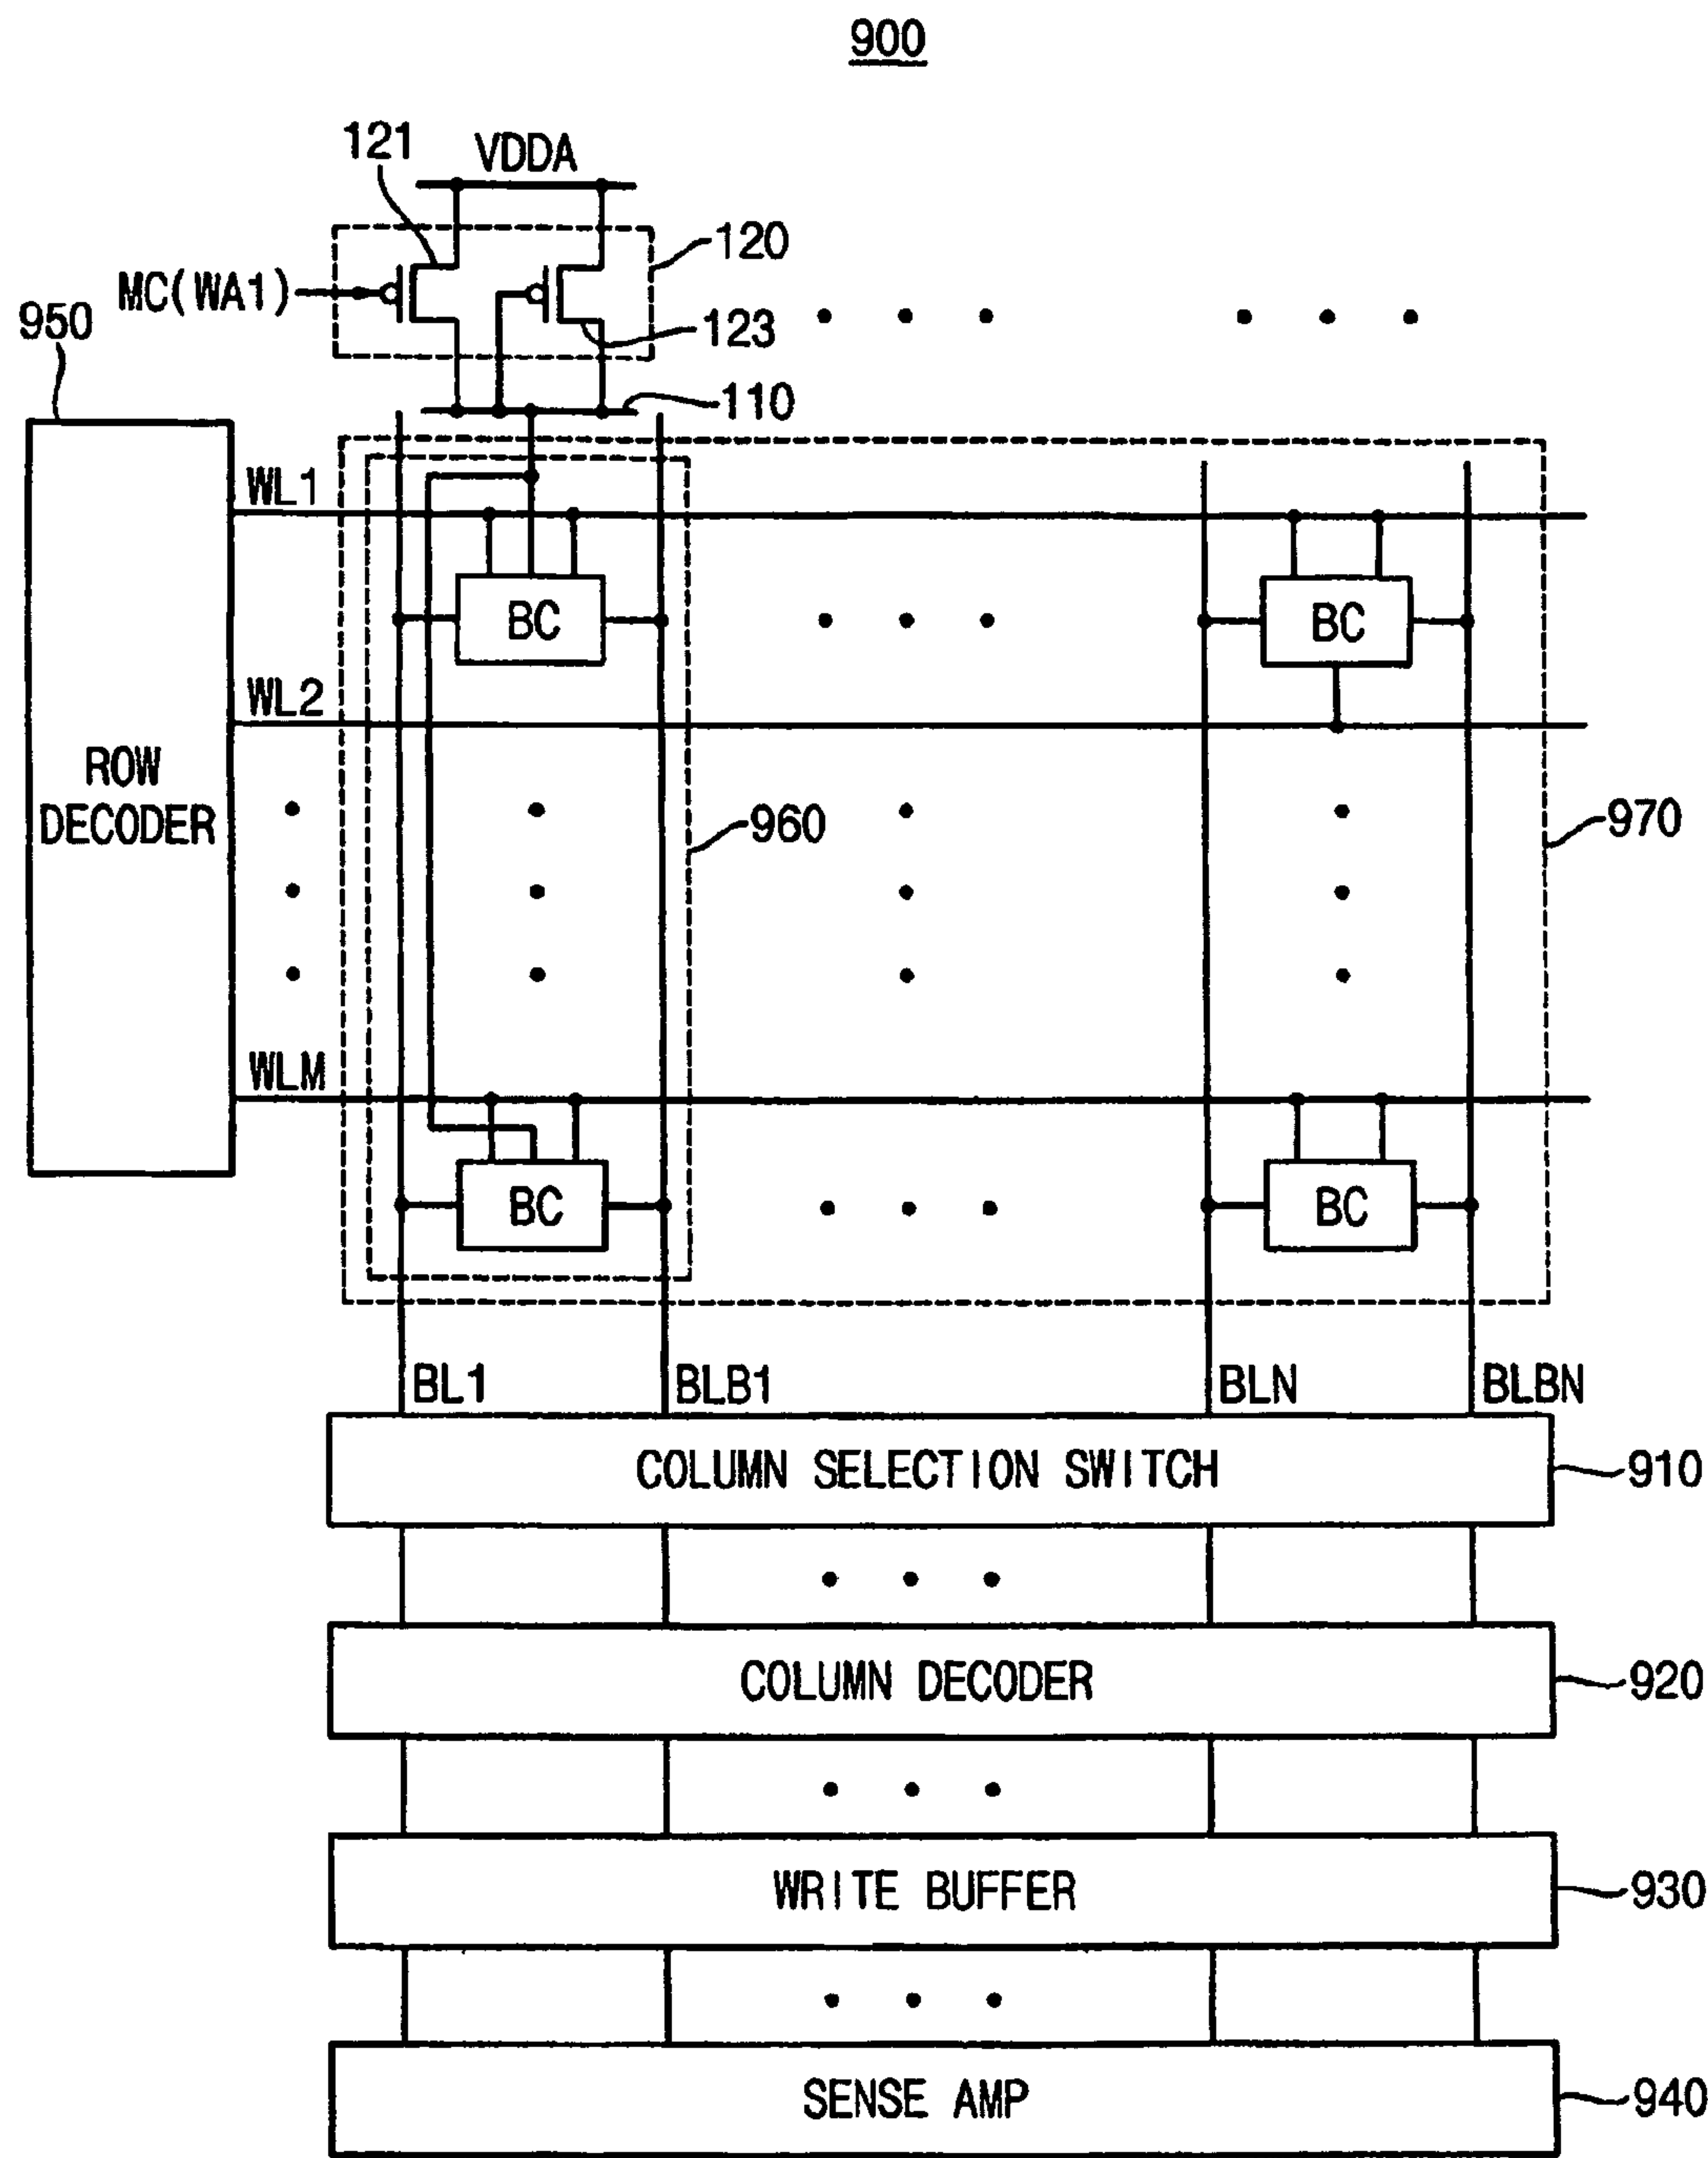 900
121
VDDA
120
MC(WA1)
123
950
110
WL1
BC
BC
WL2
ROW
DECODER
960
970
WLM
BC
BC
BL1
BLB1
BLN
BLBN
COLUMN SELECTION SWITCH
910
COLUMN DECODER
920
WRITE BUFFER
930
SENSE AMP
940